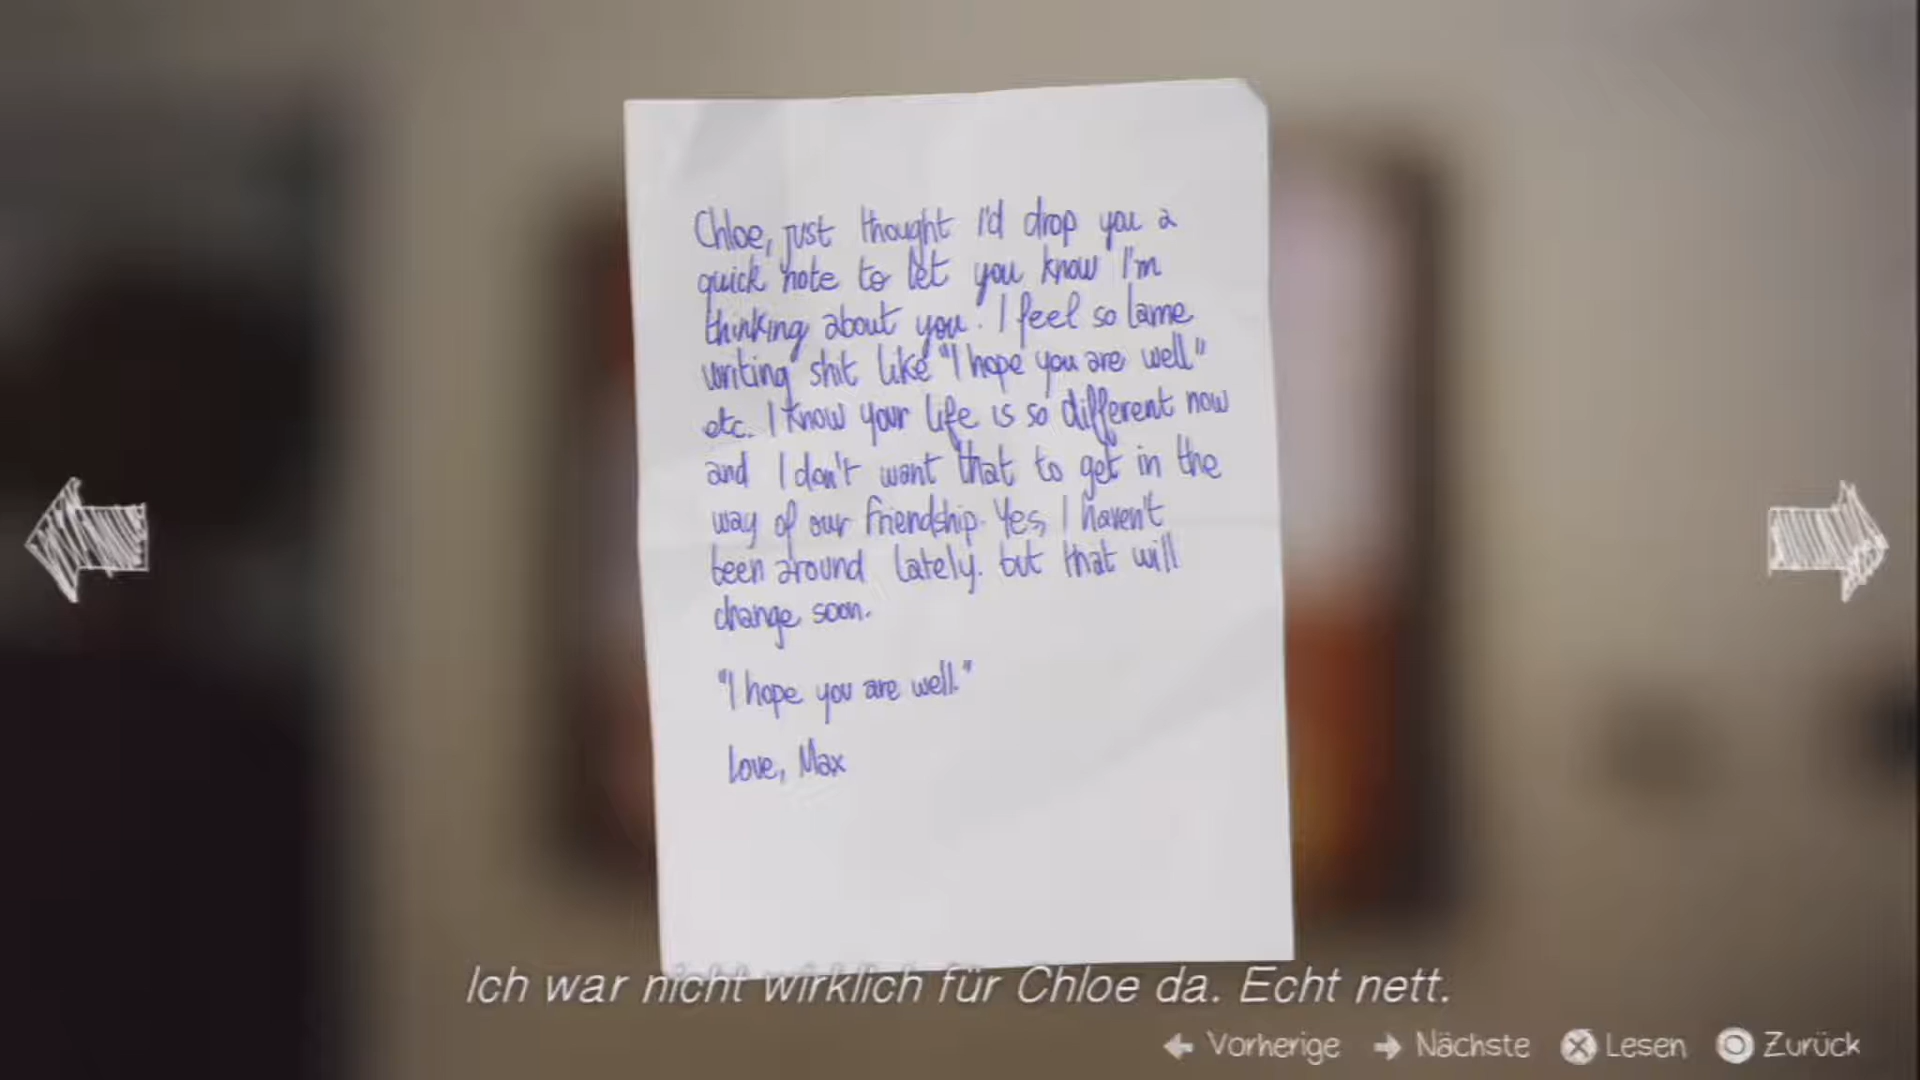 Chloe, just thought I'd drop you a
quick note to let you know I'm
thinking about you. I feel so lame
writing shit like "I hope you are well"
etc. I know your life is so different now
and I don't want that to get in the
way of our friendship. Yes, I haven't
been around lately. but that will
change soon.
"I hope you are well."
Love, Max
Ich war nicht wirklich für Chloe da. Echt nett.
Vorherige Nächste Lesen Zurück